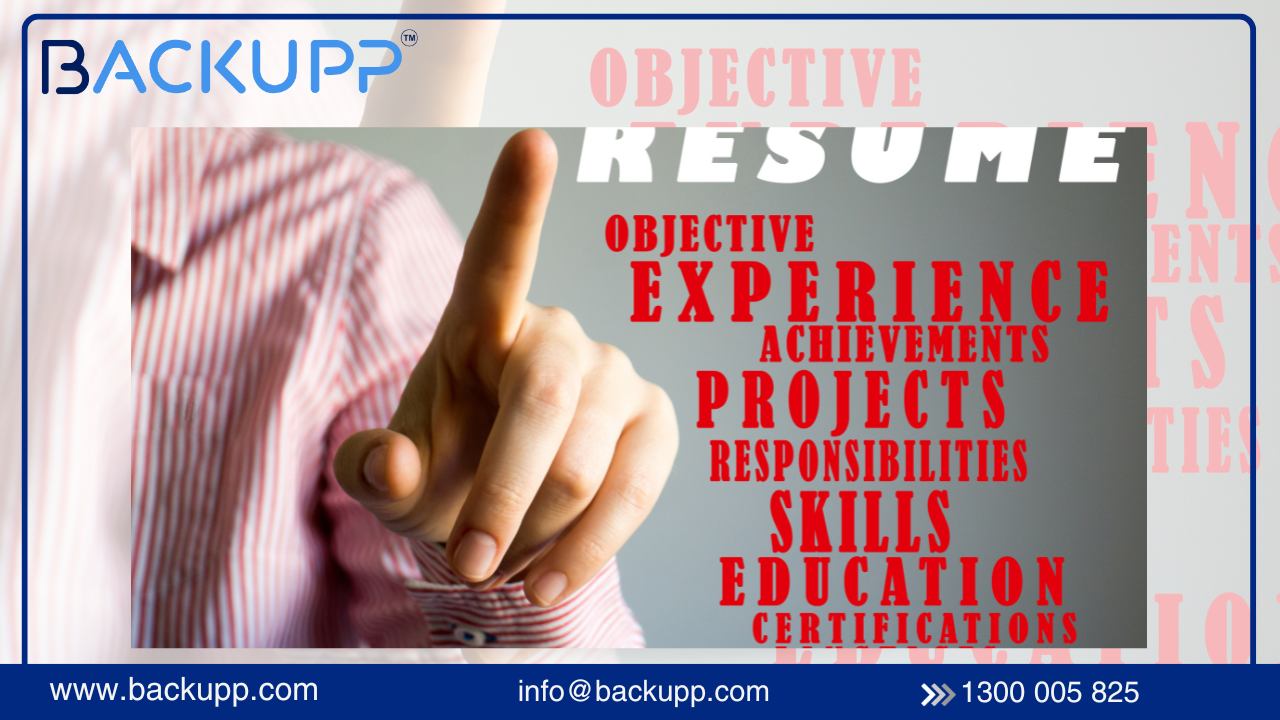 BACKUPP™
OBJECTIVE
RESUME
OBJECTIVE
EXPERIENCE
ACHIEVEMENTS
PROJECTS
RESPONSIBILITIES
SKILLS
EDUCATION
CERTIFICATIONS
www.backupp.com
info@backupp.com
1300 005 825